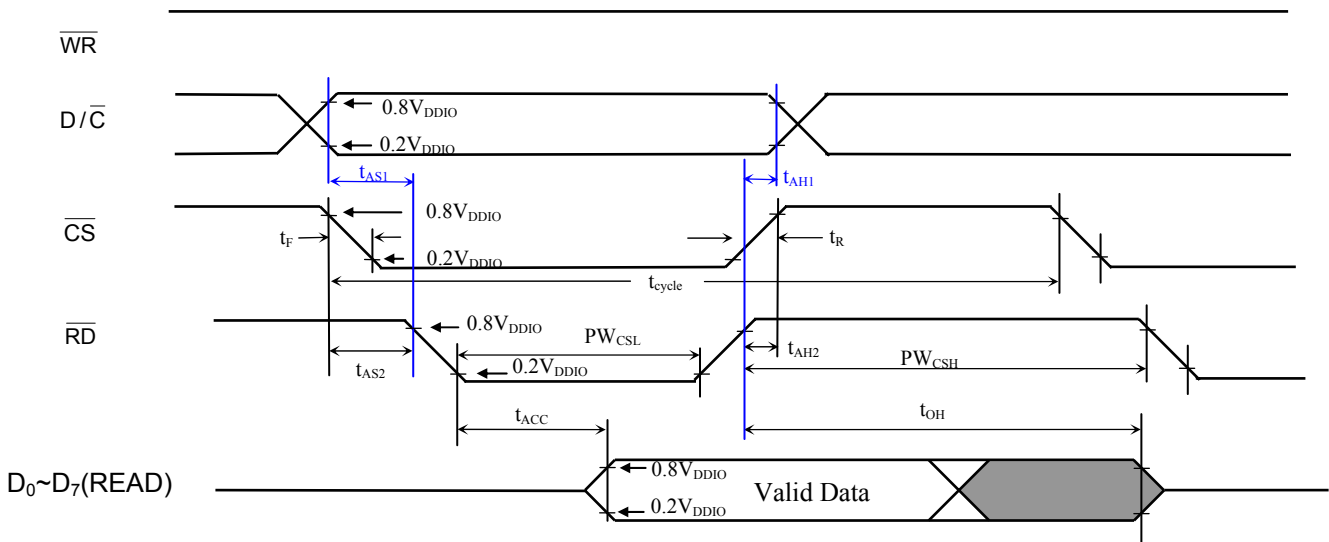 WR
D/C
0.8VDDIO
0.2VDDIO
tAS1
tAH1
CS
0.8VDDIO
tF
tR
0.2VDDIO
tcycle
RD
0.8VDDIO
PWCSL
tAS2
0.2VDDIO
tAH2
PWCSH
tACC
tOH
D0~D7(READ)
0.8VDDIO
Valid Data
0.2VDDIO